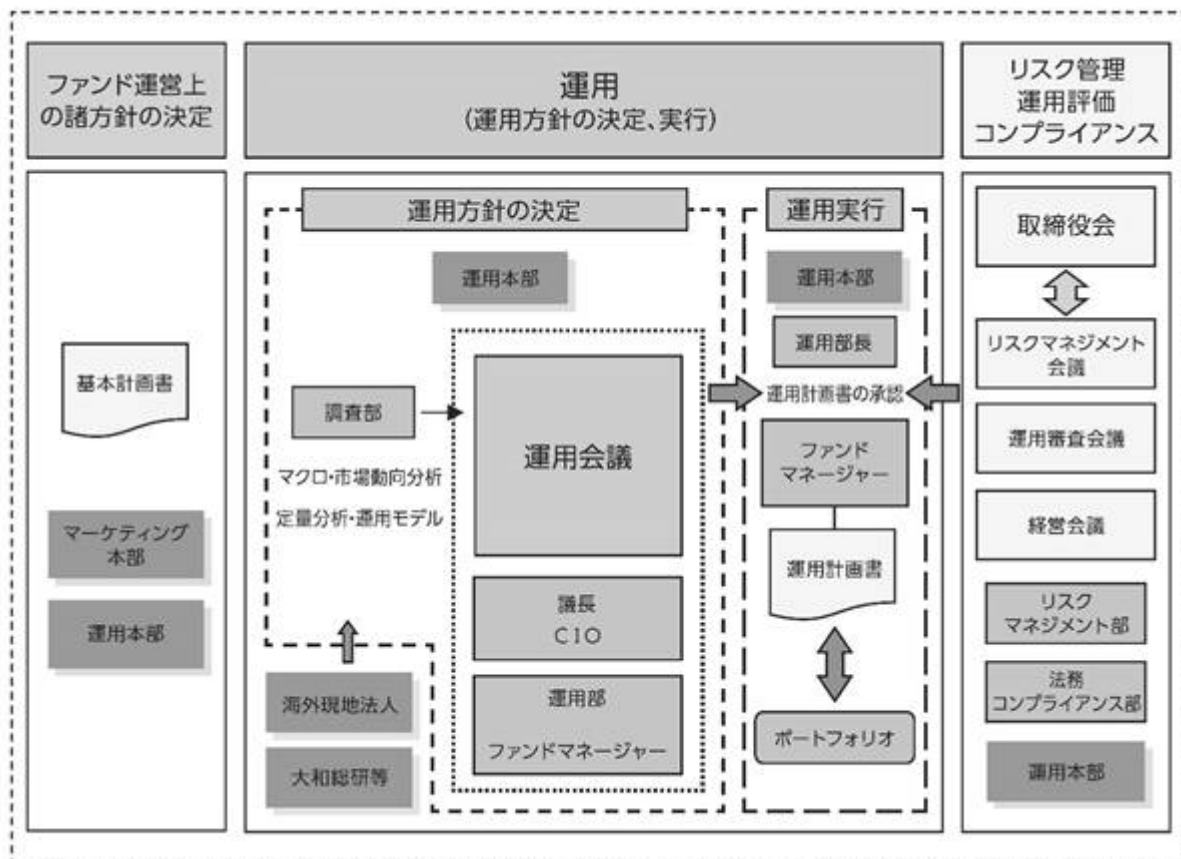 ファンド運営上
の諸方針の決定
運用
(運用方針の決定、実行)
リスク管理
運用評価
コンプライアンス
基本計画書
マーケティング
本部
運用本部
運用方針の決定
運用本部
調査部
マクロ・市場動向分析
定量分析・運用モデル
運用会議
議長
CIO
運用部
ファンドマネージャー
海外現地法人
大和総研等
運用実行
運用本部
運用部長
運用計画書の承認
ファンド
マネージャー
運用計画書
ポートフォリオ
取締役会
リスクマネジメント
会議
運用審査会議
経営会議
リスク
マネジメント部
法務
コンプライアンス部
運用本部